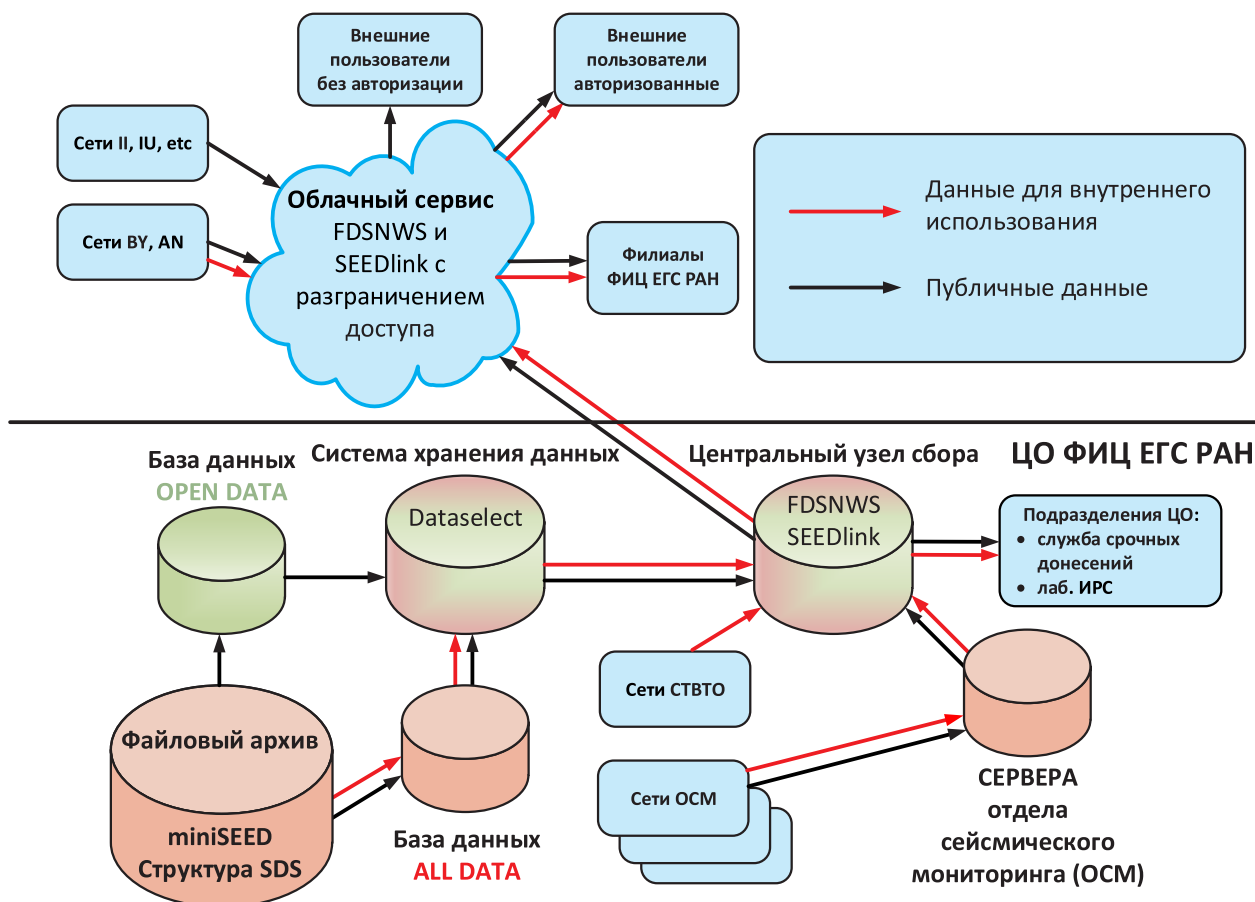 Внешние
пользователи
без авторизации
Внешние
пользователи
авторизованные
Сети II, IU, etc
Сети BY, AN
Облачный сервис
FDSNWS и
SEEDlink с
разграничением
доступа
Филиалы
ФИЦ ЕГС РАН
Данные для внутреннего
использования
Публичные данные
База данных
OPEN DATA
Система хранения данных
Dataselect
Центральный узел сбора
FDSNWS
SEEDlink
ЦО ФИЦ ЕГС РАН
Подразделения ЦО:
• служба срочных
донесений
• лаб. ИРС
Сети СТВТО
Файловый архив
miniSEED
Структура SDS
База данных
ALL DATA
Сети ОСМ
СЕРВЕРА
отдела
сейсмического
мониторинга (ОСМ)